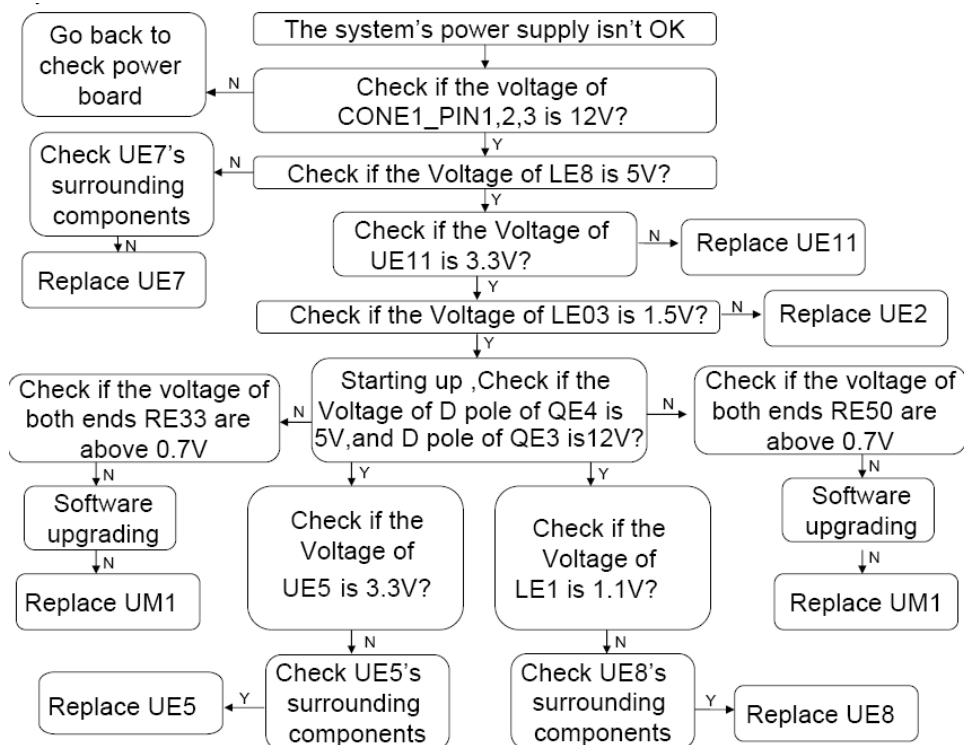 The system's power supply isn't OK
Go back to
check power
board
N
Check if the voltage of
CONE1_PIN1,2,3 is 12V?
Y
Check UE7's
surrounding
components
N
Check if the Voltage of LE8 is 5V?
Y
N
Replace UE7
Check if the Voltage of
UE11 is 3.3V?
N
Replace UE11
Y
Check if the Voltage of LE03 is 1.5V?
N
Replace UE2
Y
Check if the voltage of
both ends RE33 are
above 0.7V
N
Starting up ,Check if the
Voltage of D pole of QE4 is
5V,and D pole of QE3 is12V?
N
Check if the voltage of
both ends RE50 are
above 0.7V
N
Y
Y
N
Software
upgrading
Check if the
Voltage of
UE5 is 3.3V?
Check if the
Voltage of
LE1 is 1.1V?
Software
upgrading
N
N
Replace UM1
Replace UM1
N
N
Replace UE5
Y
Check UE5's
surrounding
components
Check UE8's
surrounding
components
Y
Replace UE8